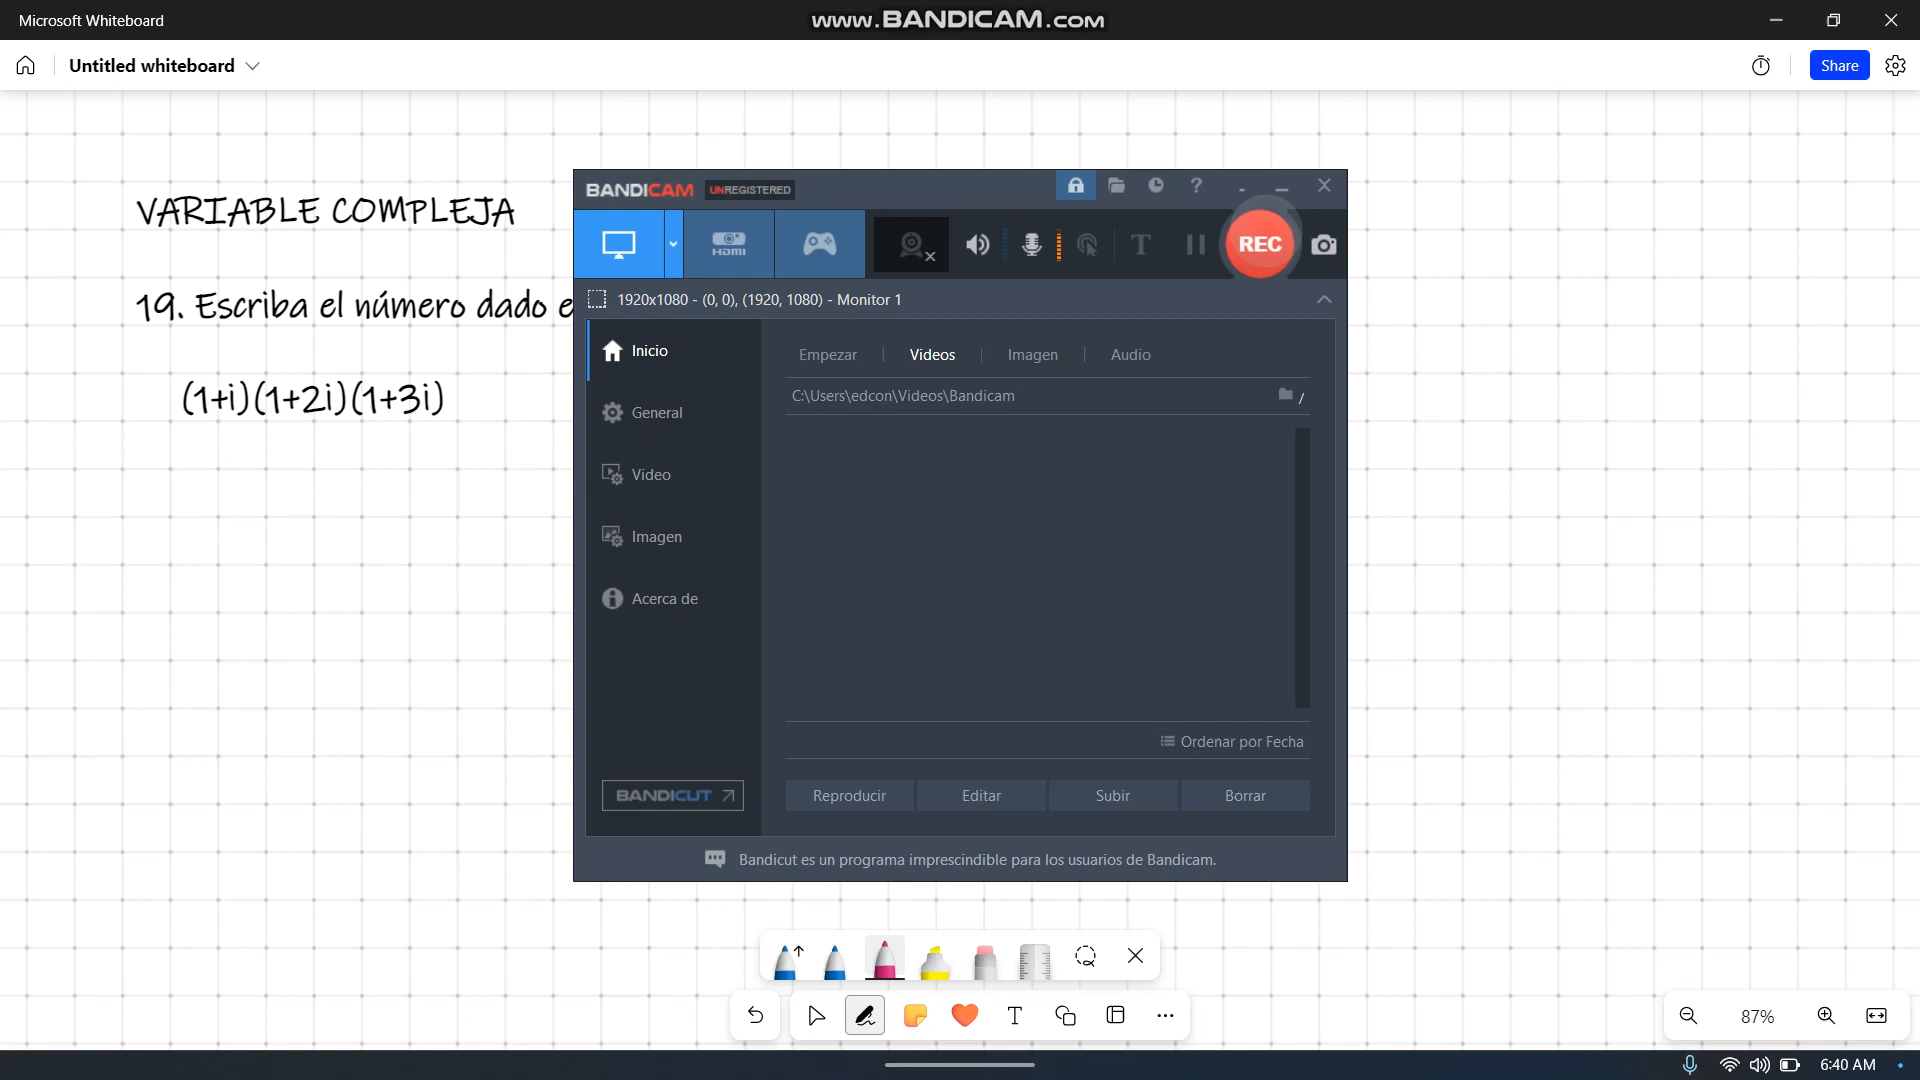 Microsoft Whiteboard
www.BANDICAM.com
Untitled whiteboard
Share
VARIABLE COMPLEJA
19. Escriba el número dado e
(1+i)(1+2i)(1+3i)
BANDICAM UNREGISTERED
HDMI
T
REC
1920x1080 - (0, 0), (1920, 1080) - Monitor 1
Inicio
General
Video
Imagen
Acerca de
BANDICUT
Empezar Videos Imagen Audio
C:\Users\edcon\Videos\Bandicam
/
Ordenar por Fecha
Reproducir Editar Subir Borrar
Bandicut es un programa imprescindible para los usuarios de Bandicam.
87%
6:40 AM